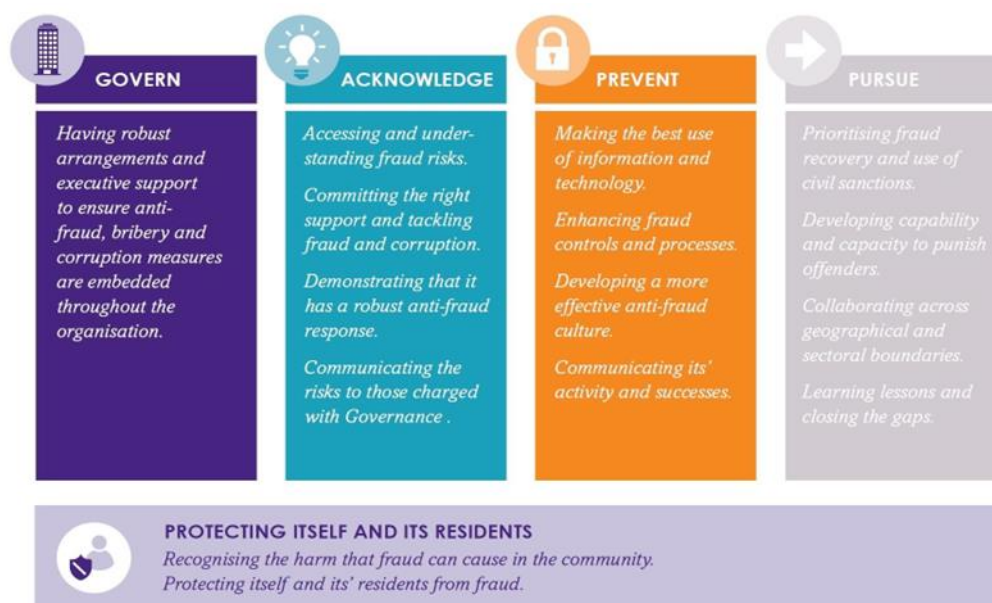 GOVERN
Having robust
arrangements and
executive support
to ensure anti-
fraud, bribery and
corruption measures
are embedded
throughout the
organisation.
ACKNOWLEDGE
Accessing and under-
standing fraud risks.
Committing the right
support and tackling
fraud and corruption.
Demonstrating that it
has a robust anti-fraud
response.
Communicating the
risks to those charged
with Governance .
PREVENT
Making the best use
of information and
technology.
Enhancing fraud
controls and processes.
Developing a more
effective anti-fraud
culture.
Communicating its’
activity and successes.
PURSUE
Prioritising fraud
recovery and use of
civil sanctions.
Developing capability
and capacity to punish
offenders.
Collaborating across
geographical and
sectoral boundaries.
Learning lessons and
closing the gaps.
PROTECTING ITSELF AND ITS RESIDENTS
Recognising the harm that fraud can cause in the community.
Protecting itself and its’ residents from fraud.